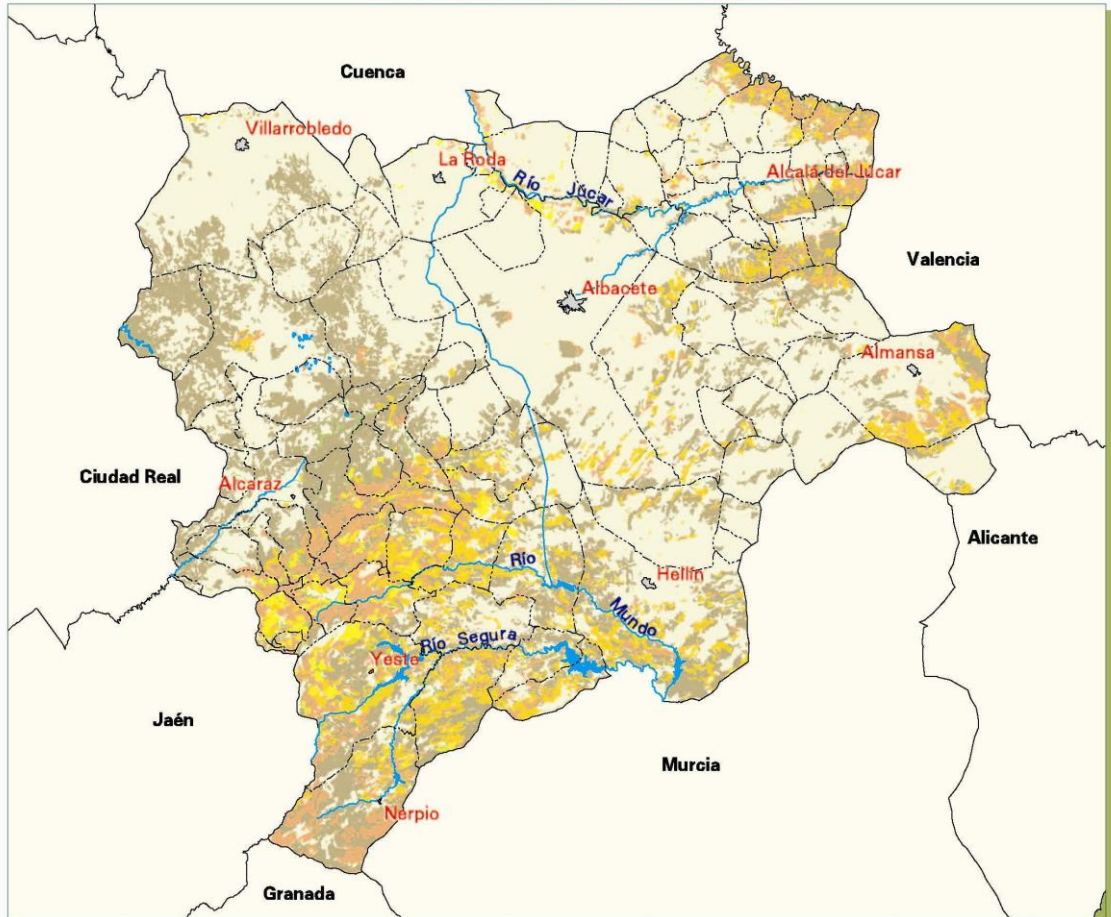 Cuenca
Villarrobledo
La Roda
Río Júcar
Alcalá del Júcar
Valencia
Albacete
Almansa
Ciudad Real
Alcaraz
Alicante
Río Mundo
Hellín
Río Segura
Yeste
Jaén
Murcia
Nerpio
Granada